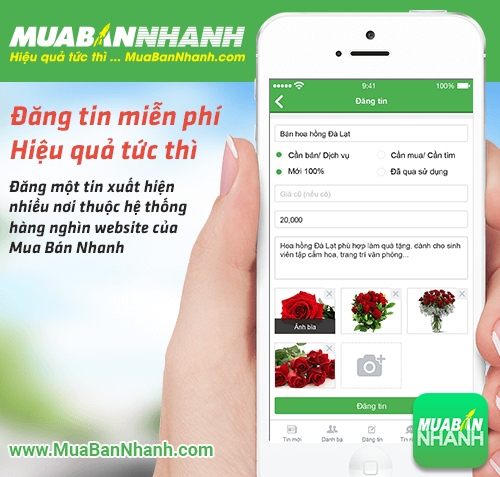 MUABÁNNHANH
Hiệu quả tức thì ... MuaBanNhanh.com
Đăng tin miễn phí
Hiệu quả tức thì
Đăng một tin xuất hiện
nhiều nơi thuộc hệ thống
hàng nghìn website của
Mua Bán Nhanh
9:41
100%
Đăng tin
Bán hoa hồng Đà Lạt
Cần bán/ Dịch vụ
Cần mua/ Cần tìm
Mới 100%
Đã qua sử dụng
Giá cũ (nếu có)
20,000
Hoa hồng Đà Lạt phù hợp làm quà tặng, dành cho sinh
viên tập cắm hoa, trang trí văn phòng...
Ảnh bìa
Đăng tin
Tin mới
Danh bạ
Đăng tin
MUABÁN
NHANH
www.MuaBanNhanh.com